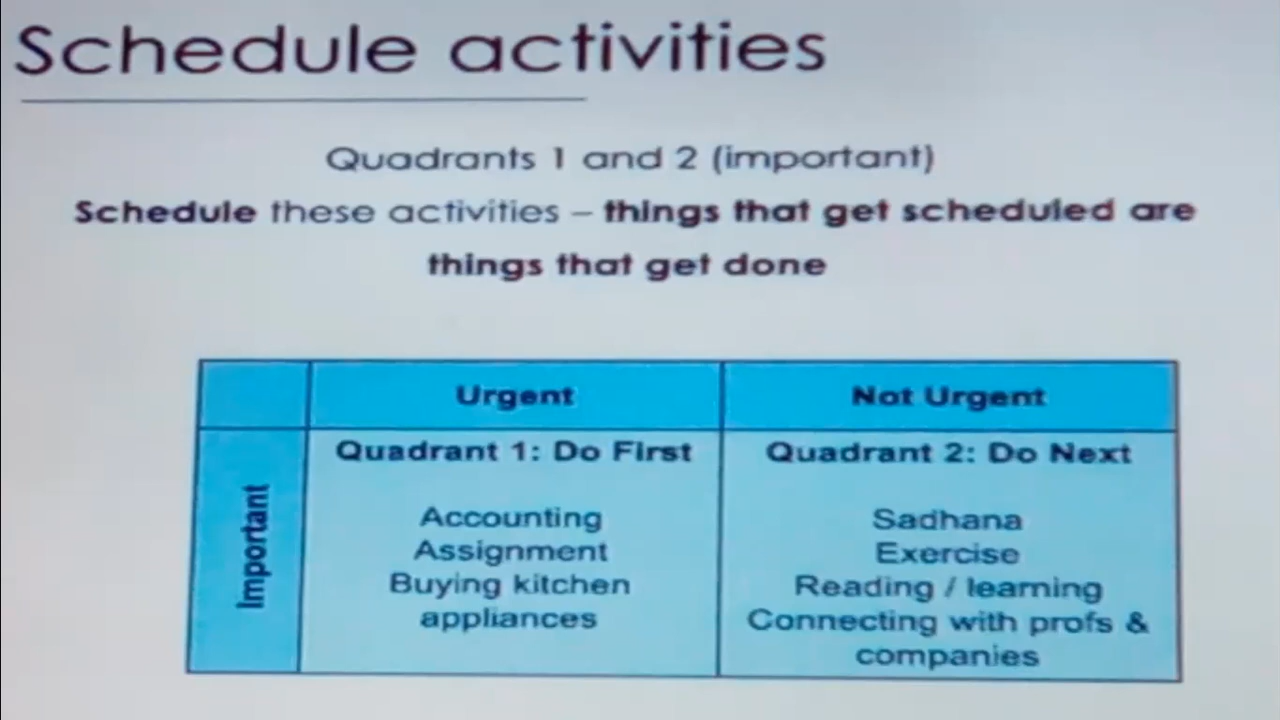 Schedule activities
Quadrants 1 and 2 (important)
Schedule these activities – things that get scheduled are
things that get done
Urgent
Not Urgent
Important
Quadrant 1: Do First
Accounting
Assignment
Buying kitchen
appliances
Quadrant 2: Do Next
Sadhana
Exercise
Reading / learning
Connecting with profs &
companies